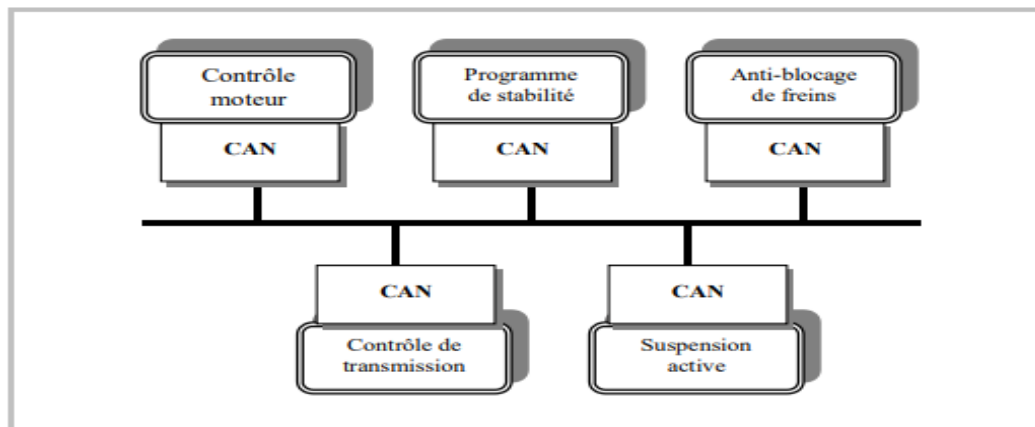 Contrôle
moteur
Programme
de stabilité
Anti-blocage
de freins
CAN
CAN
CAN
CAN
CAN
Contrôle de
transmission
Suspension
active